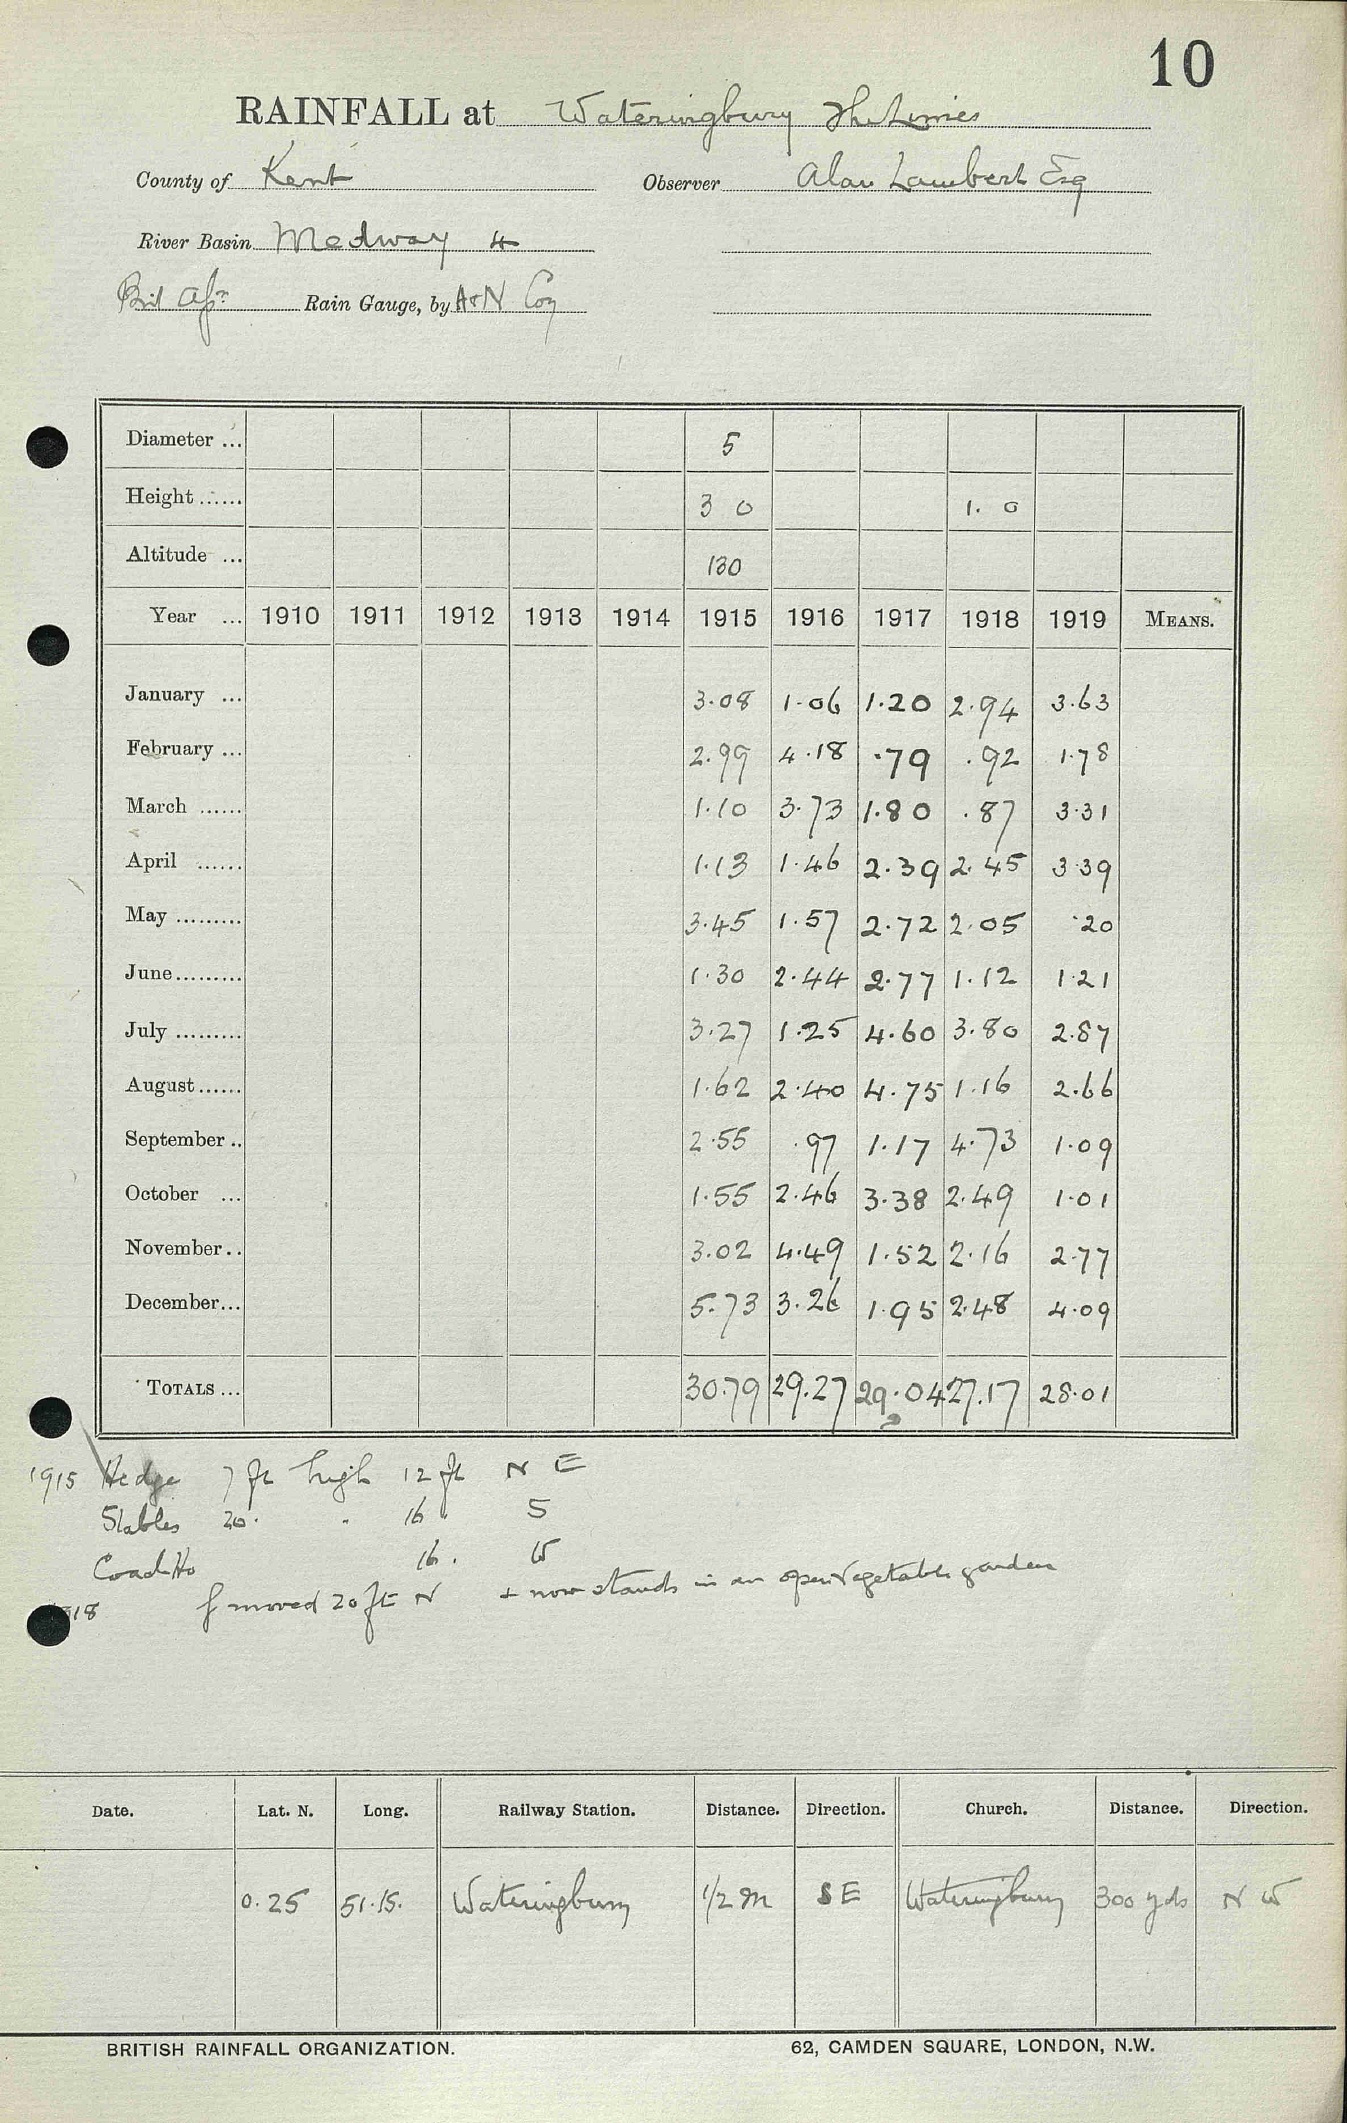 10
RAINFALL at Wateringbury The Limes
County of Kent Observer Alan Lambert Esq
River Basin Medway 4
Rain Gauge, by A&N Coy
Diameter ... 5
Height ...... 3 0 1. 0
Altitude ... 130
Year ... 1910 1911 1912 1913 1914 1915 1916 1917 1918 1919 MEANS.
January ... 3.08 1.06 1.20 2.94 3.63
February ... 2.99 4.18 .79 .92 1.78
March ...... 1.10 3.73 1.80 .87 3.31
April ...... 1.13 1.46 2.39 2.45 3.39
May ......... 3.45 1.57 2.72 2.05 .20
June......... 1.30 2.44 2.77 1.12 1.21
July ......... 3.27 1.25 4.60 3.80 2.87
August...... 1.62 2.40 4.75 1.16 2.66
September .. 2.55 .97 1.17 4.73 1.09
October ... 1.55 2.46 3.38 2.49 1.01
November.. 3.02 4.49 1.52 2.16 2.77
December... 5.73 3.26 1.95 2.48 4.09
TOTALS ... 30.79 29.27 29.04 27.17 28.01
1915 Hedge 7 ft high 12 ft N E
Stables 20. " 16 " S
Coach Ho 16 . W
18 g moved 20 ft N + now stands in an open vegetable garden
Date. Lat. N. Long. Railway Station. Distance. Direction. Church. Distance. Direction.
0.25 51.15. Wateringbury 1/2 m S E Wateringbury 300 yds N W
BRITISH RAINFALL ORGANIZATION. 62, CAMDEN SQUARE, LONDON, N.W.